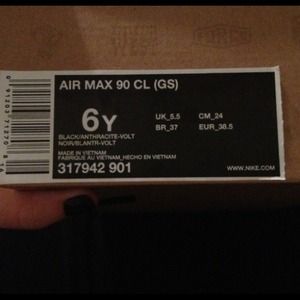 AIR MAX 90 CL (GS)
6Y
UK_5.5 CM_24
BR_37 EUR_38.5
BLACK/ANTHRACITE-VOLT
NOIR/BLANTR-VOLT
MADE IN VIETNAM
FABRIQUE AU VIETNAM_HECHO EN VIETNAM
317942 901
WWW.NIKE.COM